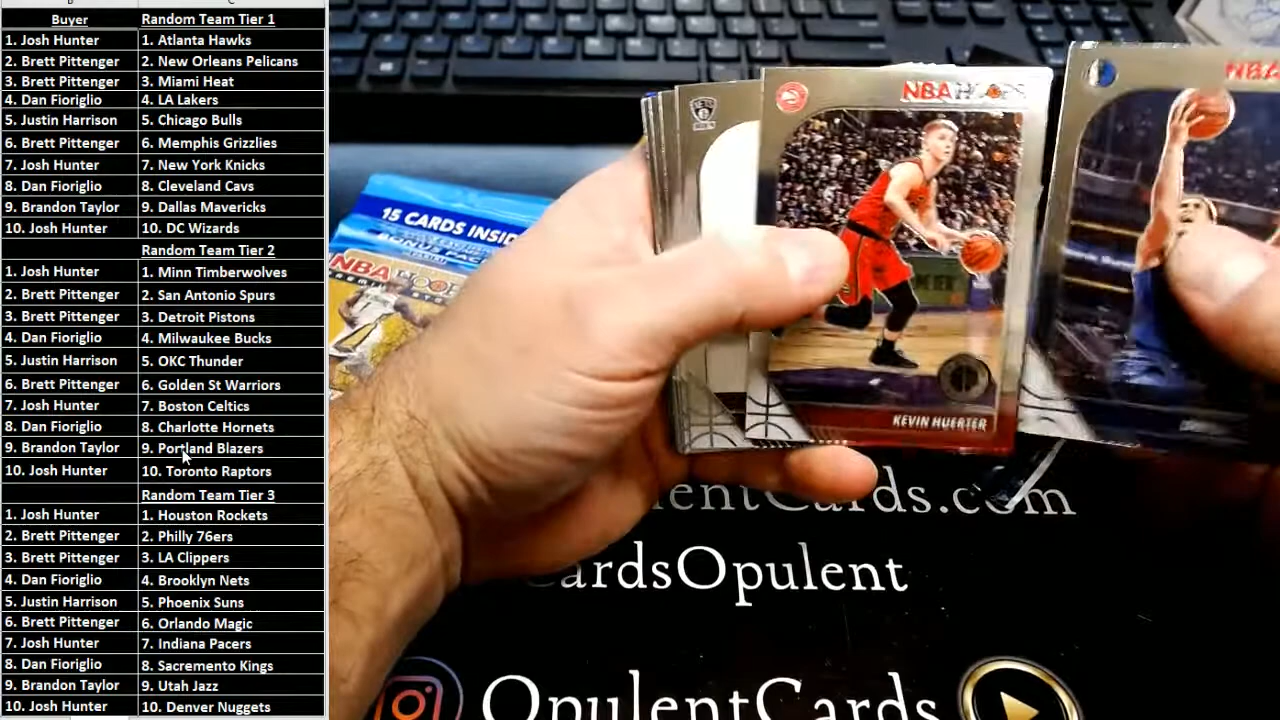 Buyer Random Team Tier 1
1. Josh Hunter 1. Atlanta Hawks
2. Brett Pittenger 2. New Orleans Pelicans
3. Brett Pittenger 3. Miami Heat
4. Dan Fioriglio 4. LA Lakers
5. Justin Harrison 5. Chicago Bulls
6. Brett Pittenger 6. Memphis Grizzlies
7. Josh Hunter 7. New York Knicks
8. Dan Fioriglio 8. Cleveland Cavs
9. Brandon Taylor 9. Dallas Mavericks
10. Josh Hunter 10. DC Wizards
Random Team Tier 2
1. Josh Hunter 1. Minn Timberwolves
2. Brett Pittenger 2. San Antonio Spurs
3. Brett Pittenger 3. Detroit Pistons
4. Dan Fioriglio 4. Milwaukee Bucks
5. Justin Harrison 5. OKC Thunder
6. Brett Pittenger 6. Golden St Warriors
7. Josh Hunter 7. Boston Celtics
8. Dan Fioriglio 8. Charlotte Hornets
9. Brandon Taylor 9. Portland Blazers
10. Josh Hunter 10. Toronto Raptors
Random Team Tier 3
1. Josh Hunter 1. Houston Rockets
2. Brett Pittenger 2. Philly 76ers
3. Brett Pittenger 3. LA Clippers
4. Dan Fioriglio 4. Brooklyn Nets
5. Justin Harrison 5. Phoenix Suns
6. Brett Pittenger 6. Orlando Magic
7. Josh Hunter 7. Indiana Pacers
8. Dan Fioriglio 8. Sacremento Kings
9. Brandon Taylor 9. Utah Jazz
10. Josh Hunter 10. Denver Nuggets
NBA HOOPS
KEVIN HUERTER
NBA
15 CARDS INSID
NBA HOOPS
entCards.com
CardsOpulent
OpulentCards